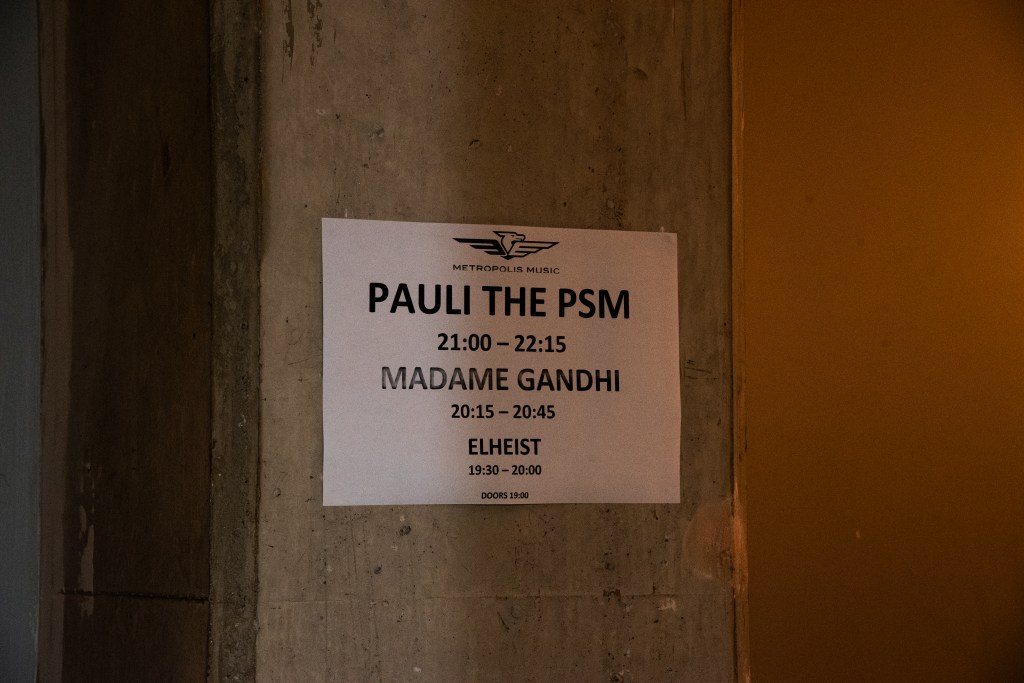 METROPOLIS MUSIC
PAULI THE PSM
21:00 – 22:15
MADAME GANDHI
20:15 – 20:45
ELHEIST
19:30 – 20:00
DOORS 19:00